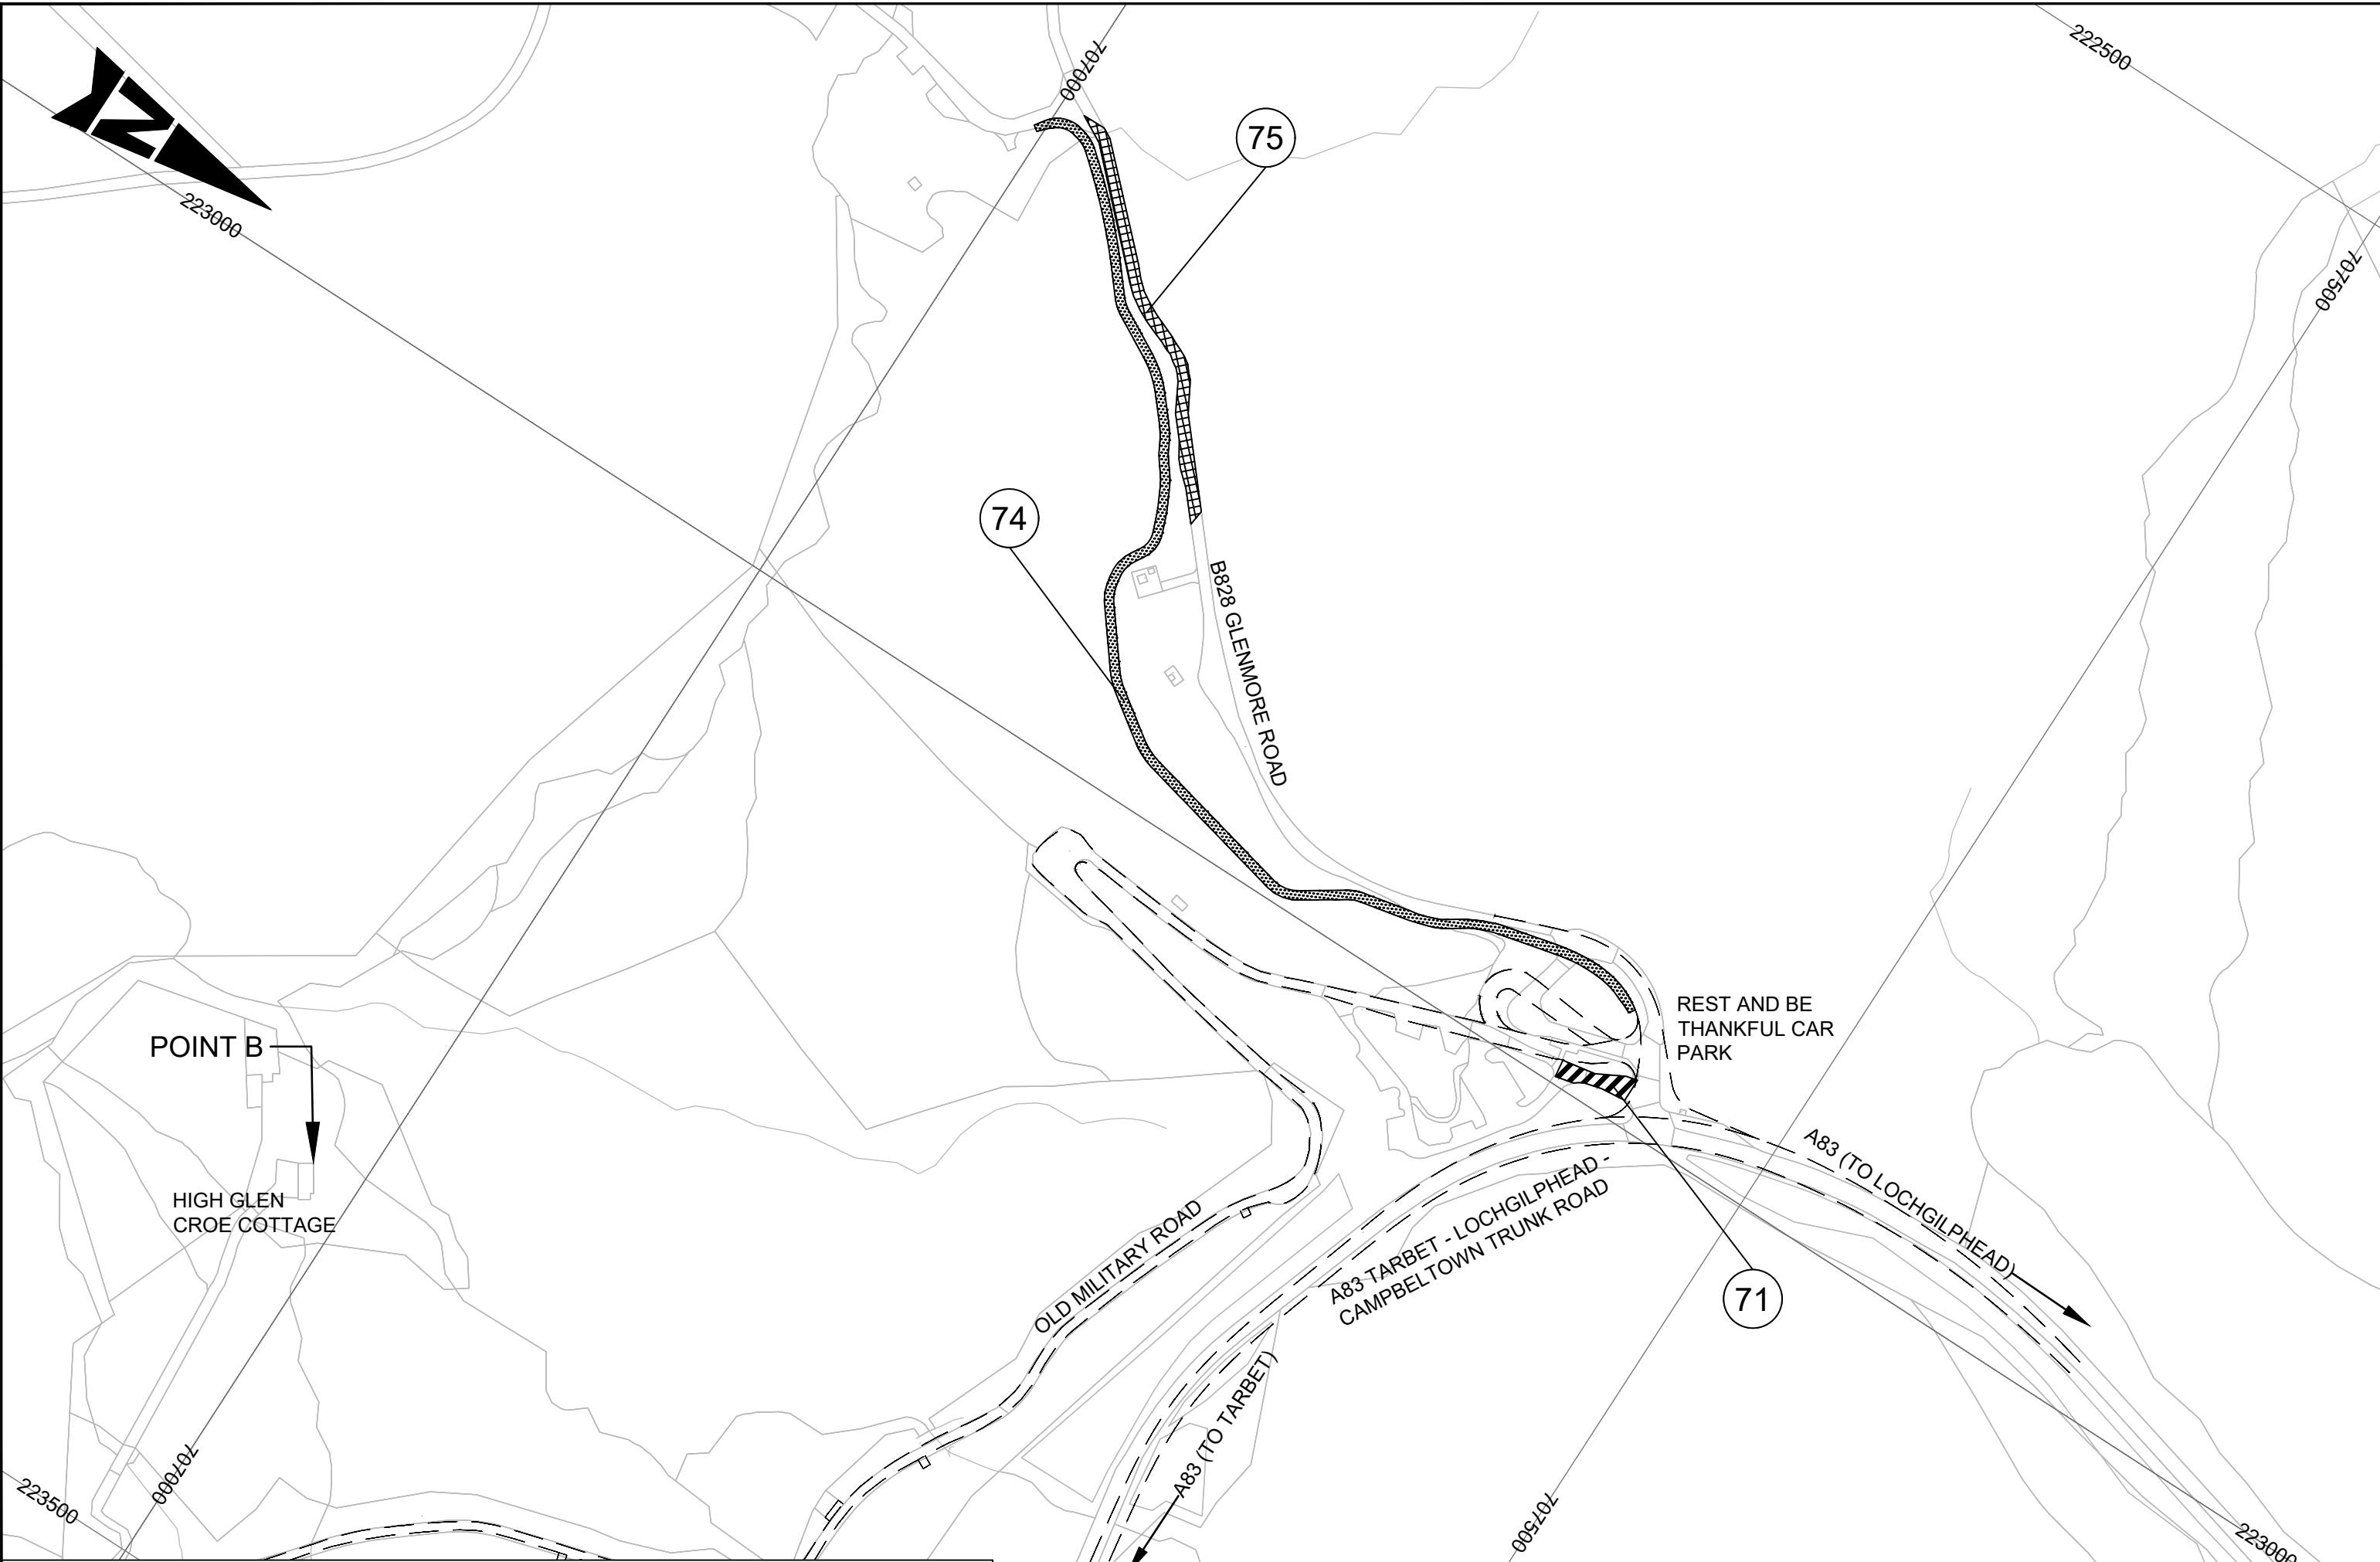 222500
707000
N
75
223000
707500
74
B828 GLENMORE ROAD
REST AND BE
THANKFUL CAR
PARK
POINT B
A83 (TO LOCHGILPHEAD)
HIGH GLEN
CROE COTTAGE
OLD MILITARY ROAD
A83 TARBET - LOCHGILPHEAD -
CAMPBELTOWN TRUNK ROAD
71
A83 (TO TARBET)
707000
223500
707500
223000